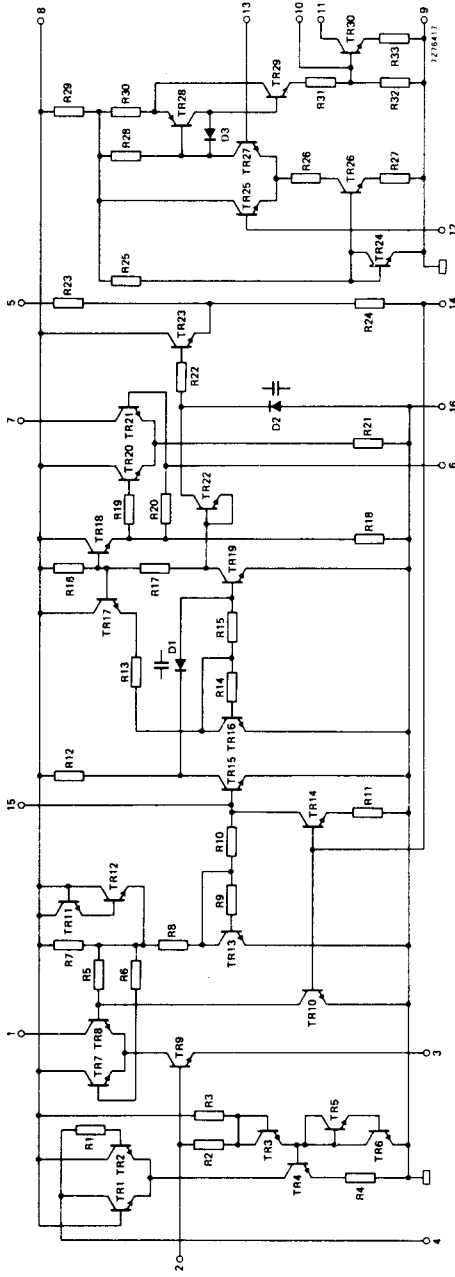 8
13
10
11
9
7Z76417
R29
R30
TR28
R28
D3
TR29
TR30
R31
R32
R33
TR27
TR25
R26
TR26
R27
R25
TR24
12
5
R23
TR23
R24
14
R22
D2
16
7
TR21
TR20
R21
6
R19
R20
TR22
TR18
R18
R16
R17
TR17
TR19
R13
D1
R15
R14
TR16
R12
TR15
15
R10
TR14
R11
TR11
TR12
R7
R5
R6
R8
R9
TR13
1
TR8
TR7
TR10
TR9
3
R3
R2
TR3
TR5
TR6
R1
TR2
TR1
TR4
R4
2
4